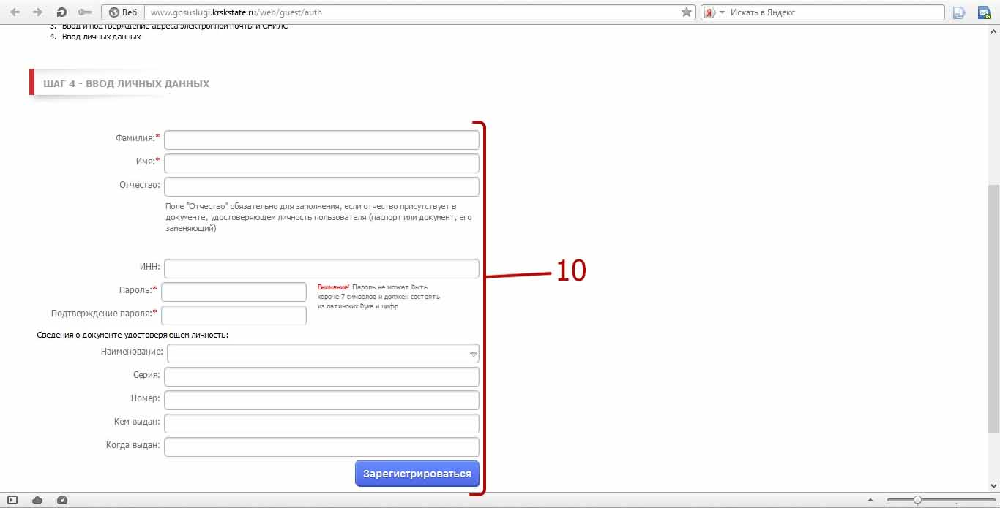 Веб
www.gosuslugi.krskstate.ru/web/guest/auth
Искать в Яндекс
3. Ввод и подтверждение адреса электронной почты и СНИЛС
4. Ввод личных данных
ШАГ 4 - ВВОД ЛИЧНЫХ ДАННЫХ
Фамилия:*
Имя:*
Отчество:
Поле "Отчество" обязательно для заполнения, если отчество присутствует в
документе, удостоверяющем личность пользователя (паспорт или документ, его
заменяющий)
ИНН:
10
Пароль:*
Внимание! Пароль не может быть
короче 7 символов и должен состоять
из латинских букв и цифр
Подтверждение пароля:*
Сведения о документе удостоверяющем личность:
Наименование:
Серия:
Номер:
Кем выдан:
Когда выдан:
Зарегистрироваться